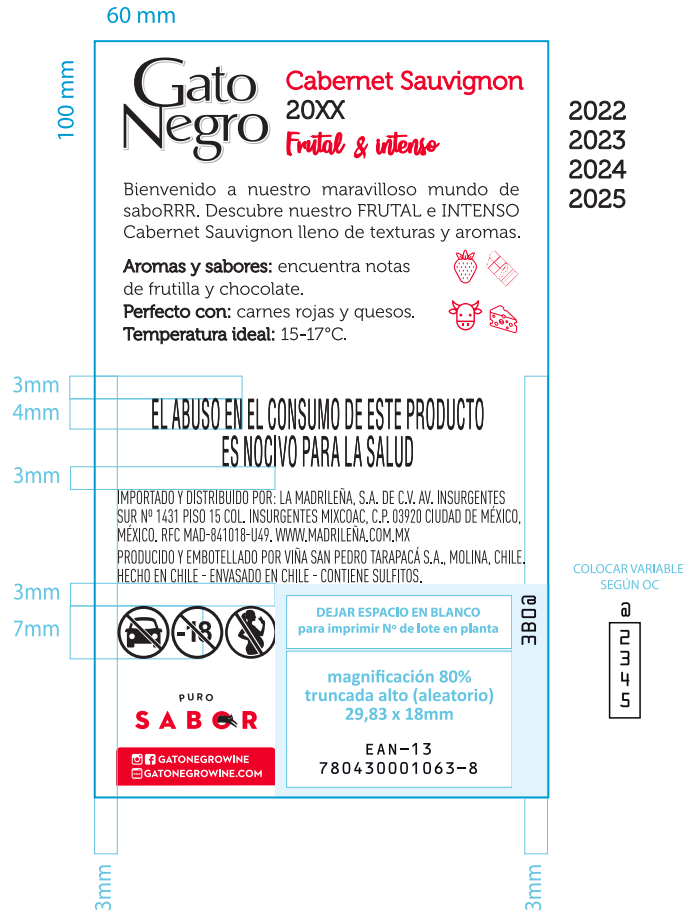 60 mm
100 mm
Gato
Negro
Cabernet Sauvignon
20XX
Frutal & intenso
2022
2023
2024
2025
Bienvenido a nuestro maravilloso mundo de
saboRRR. Descubre nuestro FRUTAL e INTENSO
Cabernet Sauvignon lleno de texturas y aromas.
Aromas y sabores: encuentra notas
de frutilla y chocolate.
Perfecto con: carnes rojas y quesos.
Temperatura ideal: 15-17°C.
3mm
4mm
EL ABUSO EN EL CONSUMO DE ESTE PRODUCTO
ES NOCIVO PARA LA SALUD
3mm
IMPORTADO Y DISTRIBUIDO POR: LA MADRILEÑA, S.A. DE C.V. AV. INSURGENTES
SUR Nº 1431 PISO 15 COL. INSURGENTES MIXCOAC, C.P. 03920 CIUDAD DE MÉXICO,
MÉXICO. RFC MAD-841018-U49. WWW.MADRILEÑA.COM.MX
PRODUCIDO Y EMBOTELLADO POR VIÑA SAN PEDRO TARAPACÁ S.A., MOLINA, CHILE.
HECHO EN CHILE - ENVASADO EN CHILE - CONTIENE SULFITOS.
3mm
7mm
-18
DEJAR ESPACIO EN BLANCO
para imprimir Nº de lote en planta
3B0@
COLOCAR VARIABLE
SEGÚN OC
@
2
3
4
5
magnificación 80%
truncada alto (aleatorio)
29,83 x 18mm
EAN-13
780430001063-8
PURO
SABOR
GATONEGROWINE
GATONEGROWINE.COM
3mm
3mm